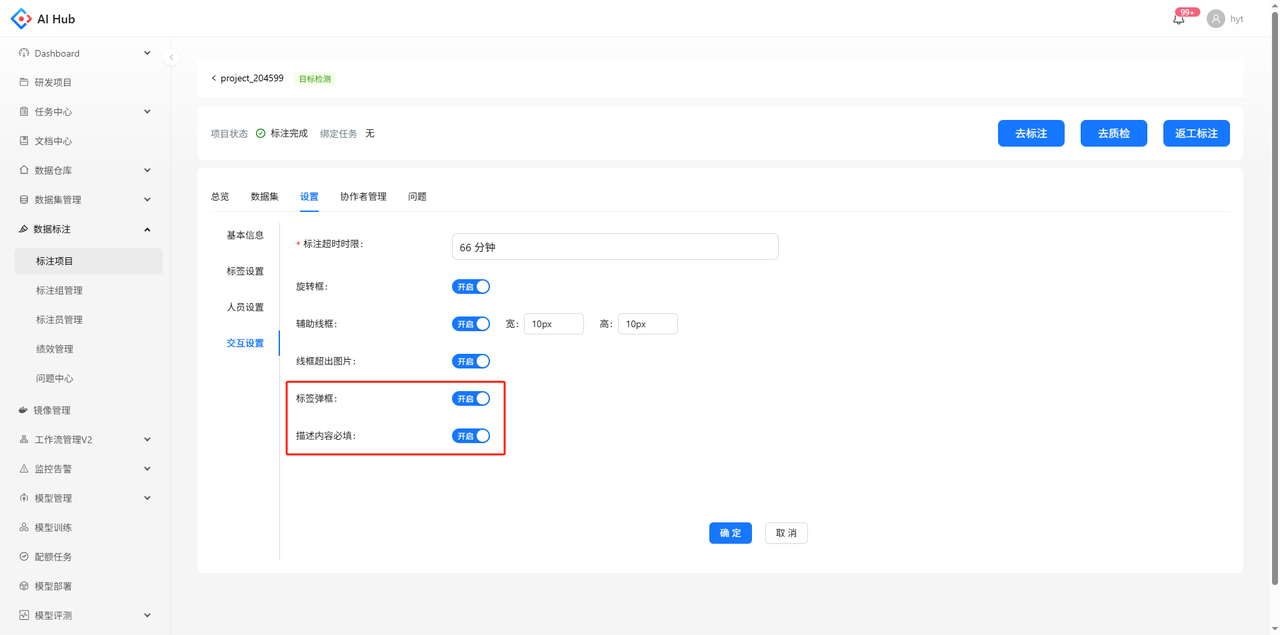 AI Hub
99+
hyt
Dashboard
研发项目
任务中心
文档中心
数据仓库
数据集管理
数据标注
标注项目
标注组管理
标注员管理
绩效管理
问题中心
镜像管理
工作流管理V2
监控告警
模型管理
模型训练
配额任务
模型部署
模型评测
project_204599 目标检测
项目状态 标注完成 绑定任务 无
去标注 去质检 返工标注
总览 数据集 设置 协作者管理 问题
基本信息
标签设置
人员设置
交互设置
* 标注超时时限: 66 分钟
旋转框: 开启
辅助线框: 开启 宽: 10px 高: 10px
线框超出图片: 开启
标签弹框: 开启
描述内容必填: 开启
确 定 取 消